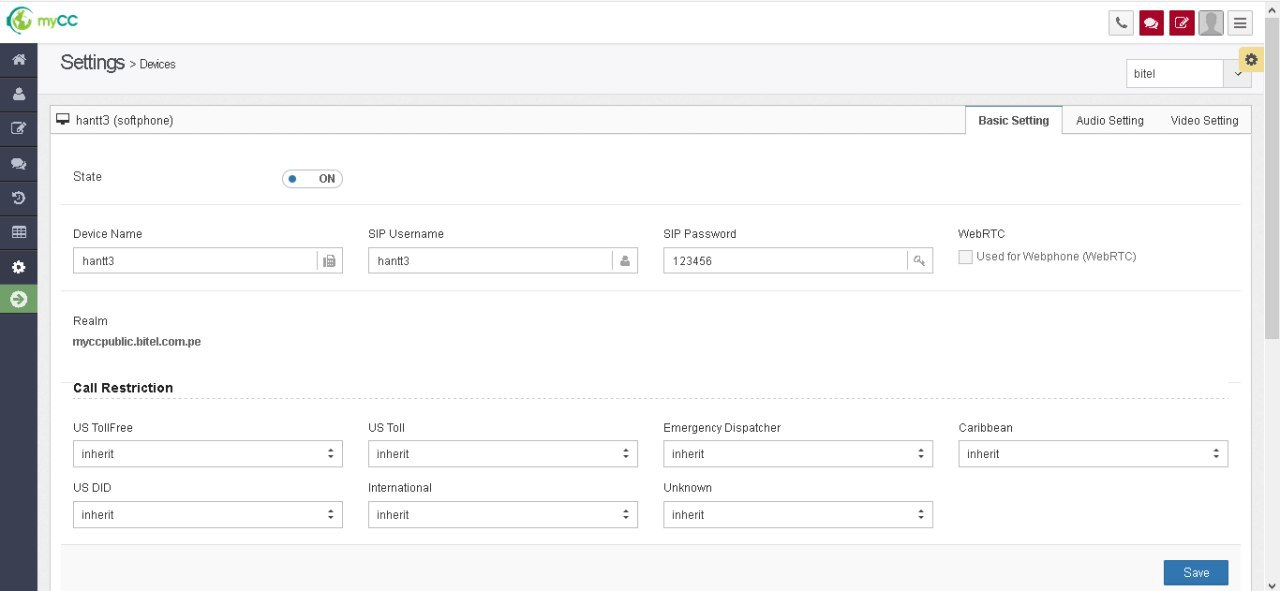 myCC
Settings > Devices
bitel
hantt3 (softphone)
Basic Setting
Audio Setting
Video Setting
State
ON
Device Name
SIP Username
SIP Password
WebRTC
hantt3
hantt3
123456
Used for Webphone (WebRTC)
Realm
myccpublic.bitel.com.pe
Call Restriction
US TollFree
US Toll
Emergency Dispatcher
Caribbean
inherit
inherit
inherit
inherit
US DID
International
Unknown
inherit
inherit
inherit
Save